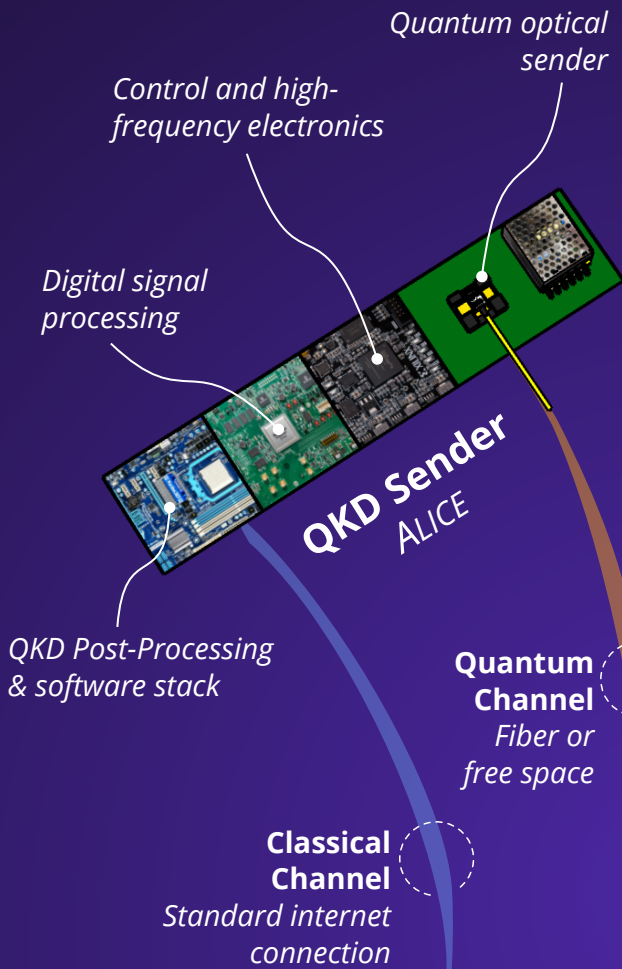 Quantum optical
sender
Control and high-
frequency electronics
Digital signal
processing
QKD Sender
ALICE
QKD Post-Processing
& software stack
Quantum
Channel
Fiber or
free space
Classical
Channel
Standard internet
connection